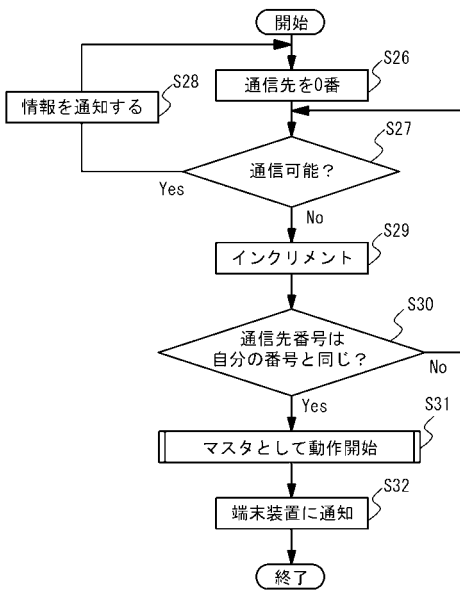 開始
S26
通信先を0番
S28
情報を通知する
S27
通信可能？
Yes
No
S29
インクリメント
S30
通信先番号は
自分の番号と同じ？
No
Yes
S31
マスタとして動作開始
S32
端末装置に通知
終了